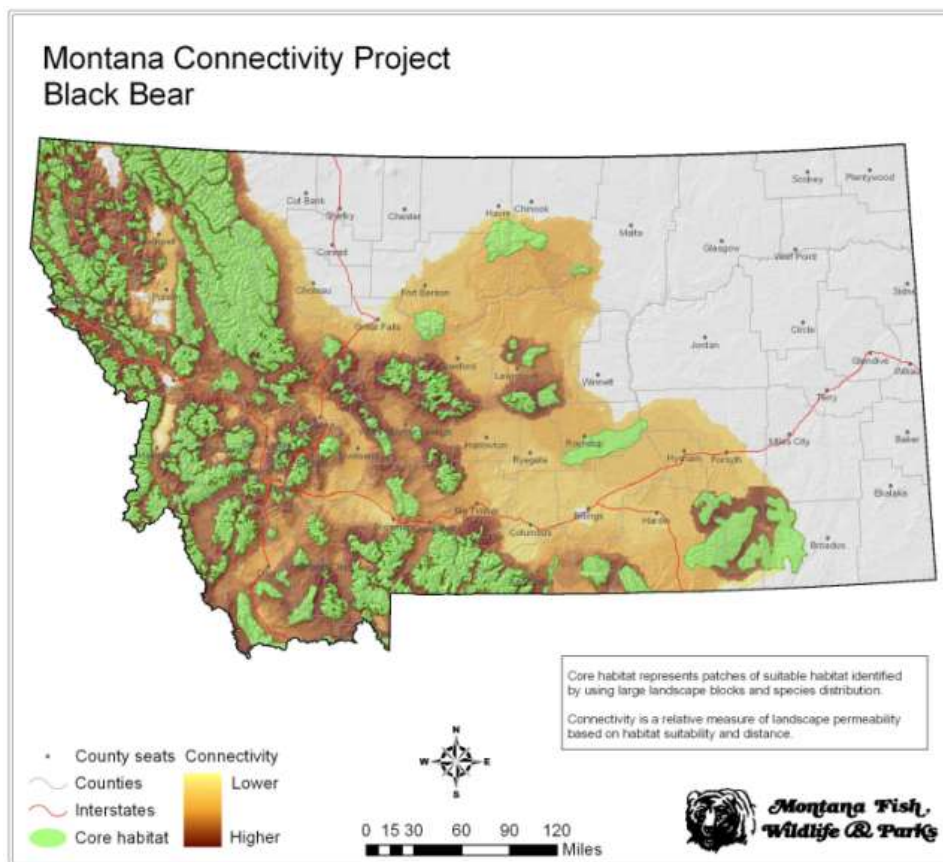 Montana Connectivity Project
Black Bear
Cut Bank
Shelby
Chester
Havre
Chinook
Malta
Scobey
Plentywood
Glasgow
Wolf Point
Conrad
Choteau
Fort Benton
Great Falls
Circle
Jordan
Glendive
Terry
Winnett
Miles City
Baker
Ekalaka
Broadus
Roundup
Ryegate
Harlowton
Hysham
Forsyth
Big Timber
Columbus
Billings
Hardin
Core habitat represents patches of suitable habitat identified
by using large landscape blocks and species distribution.
Connectivity is a relative measure of landscape permeability
based on habitat suitability and distance.
County seats
Counties
Interstates
Core habitat
Connectivity
Lower
Higher
N
W E
S
0 15 30 60 90 120
Miles
Montana Fish,
Wildlife & Parks